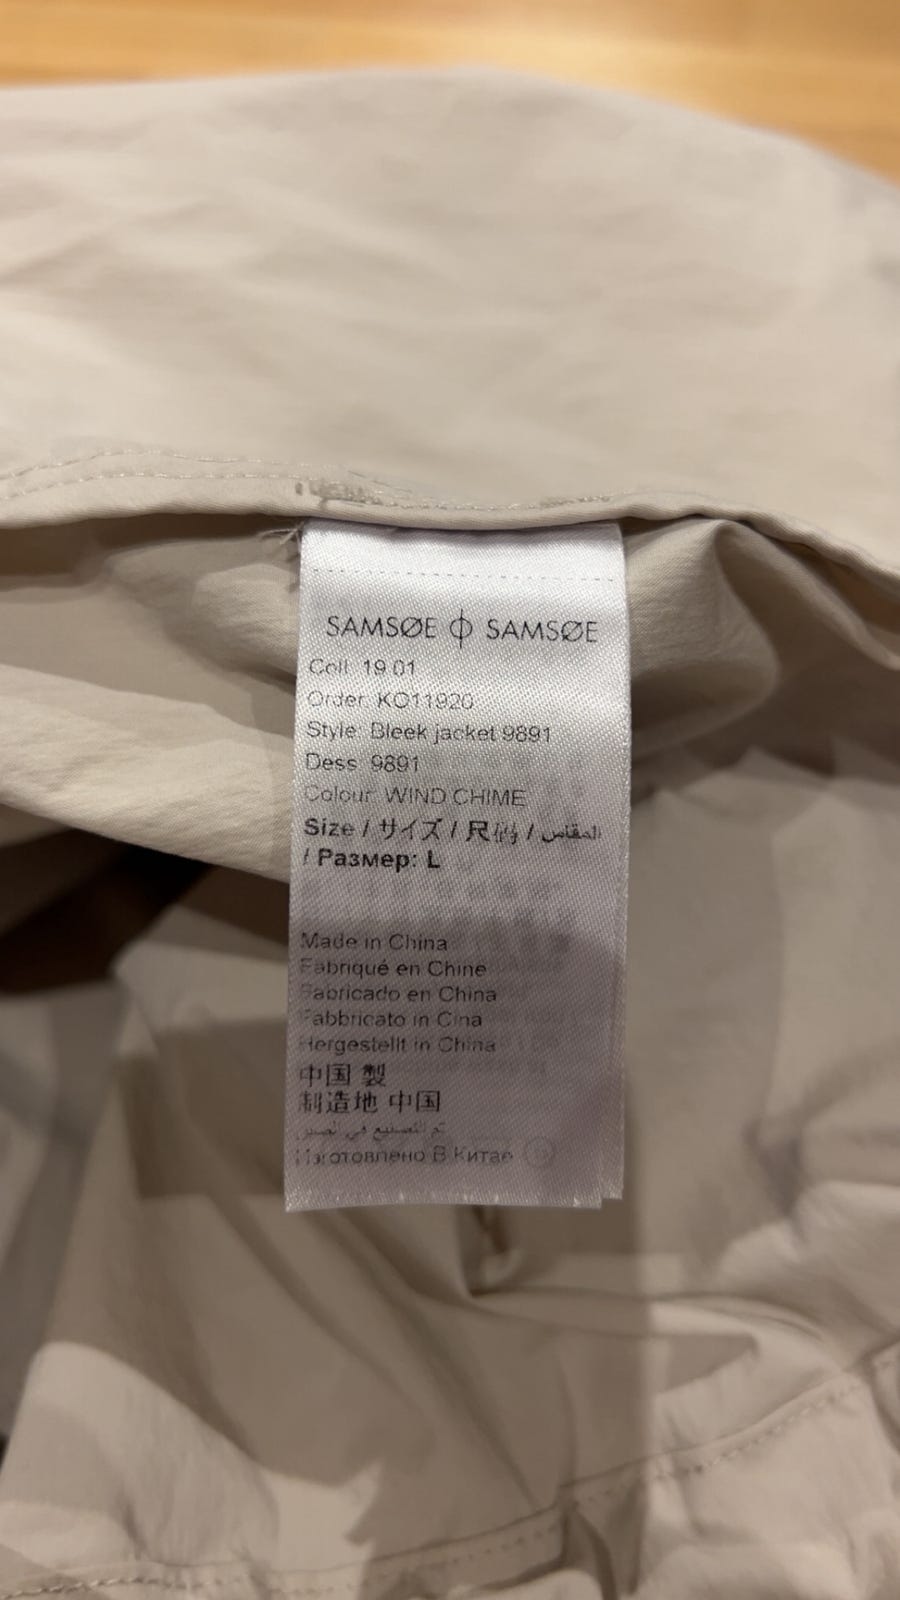 SAMSØE ϕ SAMSØE
Coll: 19.01
Order: KO11920
Style: Bleek jacket 9891
Dess: 9891
Colour: WIND CHIME
Size / サイズ / 尺碼 / المقاس
/ Размер: L
Made in China
Fabriqué en Chine
Fabricado en China
Fabbricato in Cina
Hergestellt in China
中国 製
制造地 中国
تم التصنيع في الصين
Изготовлено В Китае